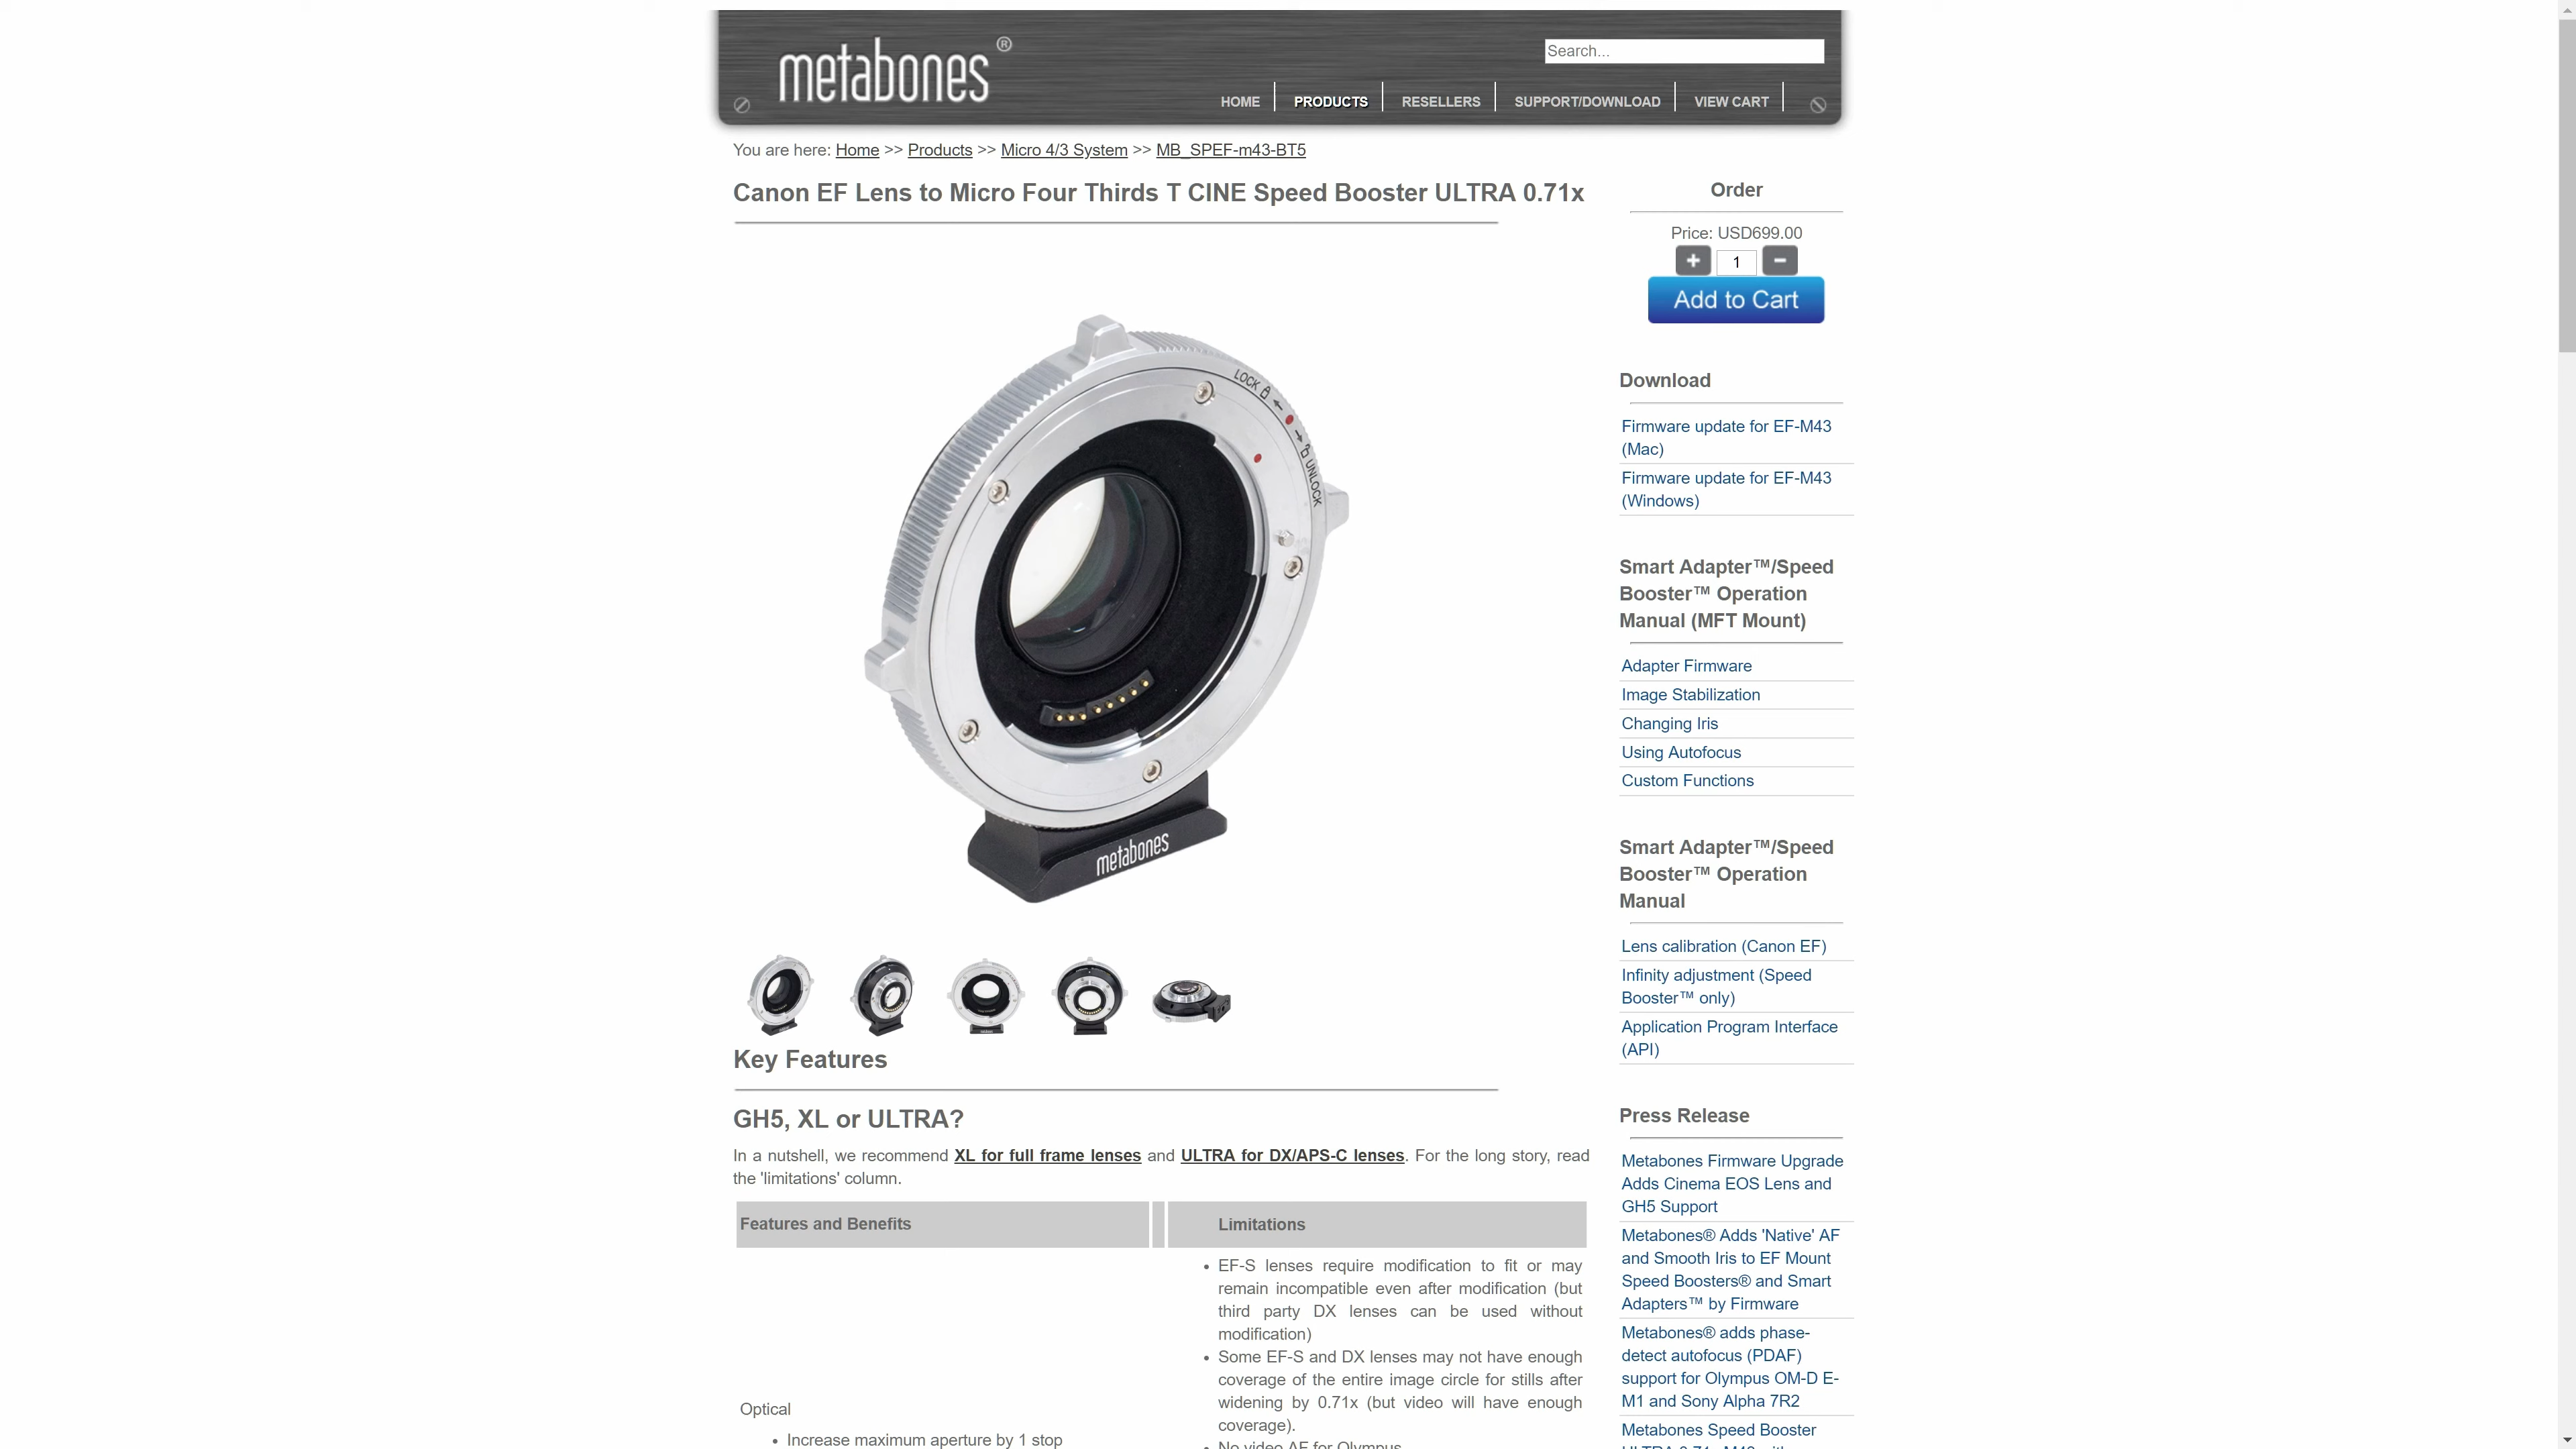 metabones®
Search...
HOME
PRODUCTS
RESELLERS
SUPPORT/DOWNLOAD
VIEW CART
You are here: Home >> Products >> Micro 4/3 System >> MB_SPEF-m43-BT5
Canon EF Lens to Micro Four Thirds T CINE Speed Booster ULTRA 0.71x
LOCK
UNLOCK
metabones
Key Features
GH5, XL or ULTRA?
In a nutshell, we recommend XL for full frame lenses and ULTRA for DX/APS-C lenses. For the long story, read
the 'limitations' column.
Features and Benefits
Limitations
• EF-S lenses require modification to fit or may
remain incompatible even after modification (but
third party DX lenses can be used without
modification)
• Some EF-S and DX lenses may not have enough
coverage of the entire image circle for stills after
widening by 0.71x (but video will have enough
coverage).
• No video AF for Olympus
Optical
• Increase maximum aperture by 1 stop
Order
Price: USD699.00
+ 1 −
Add to Cart
Download
Firmware update for EF-M43
(Mac)
Firmware update for EF-M43
(Windows)
Smart Adapter™/Speed
Booster™ Operation
Manual (MFT Mount)
Adapter Firmware
Image Stabilization
Changing Iris
Using Autofocus
Custom Functions
Smart Adapter™/Speed
Booster™ Operation
Manual
Lens calibration (Canon EF)
Infinity adjustment (Speed
Booster™ only)
Application Program Interface
(API)
Press Release
Metabones Firmware Upgrade
Adds Cinema EOS Lens and
GH5 Support
Metabones® Adds 'Native' AF
and Smooth Iris to EF Mount
Speed Boosters® and Smart
Adapters™ by Firmware
Metabones® adds phase-
detect autofocus (PDAF)
support for Olympus OM-D E-
M1 and Sony Alpha 7R2
Metabones Speed Booster